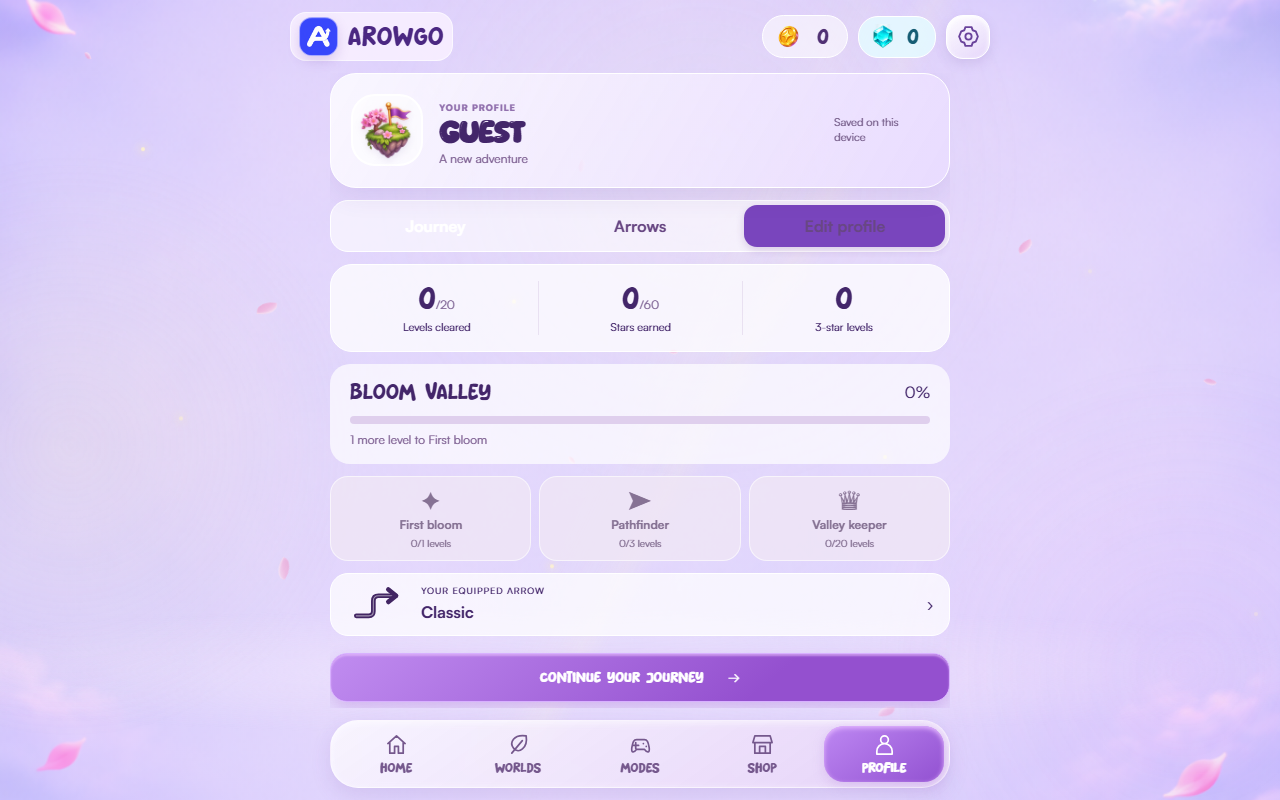 AROWGO
0
0
YOUR PROFILE
GUEST
A new adventure
Saved on this
device
Journey
Arrows
Edit profile
0/20
Levels cleared
0/60
Stars earned
0
3-star levels
BLOOM VALLEY
0%
1 more level to First bloom
First bloom
0/1 levels
Pathfinder
0/3 levels
Valley keeper
0/20 levels
YOUR EQUIPPED ARROW
Classic
CONTINUE YOUR JOURNEY →
HOME
WORLDS
MODES
SHOP
PROFILE